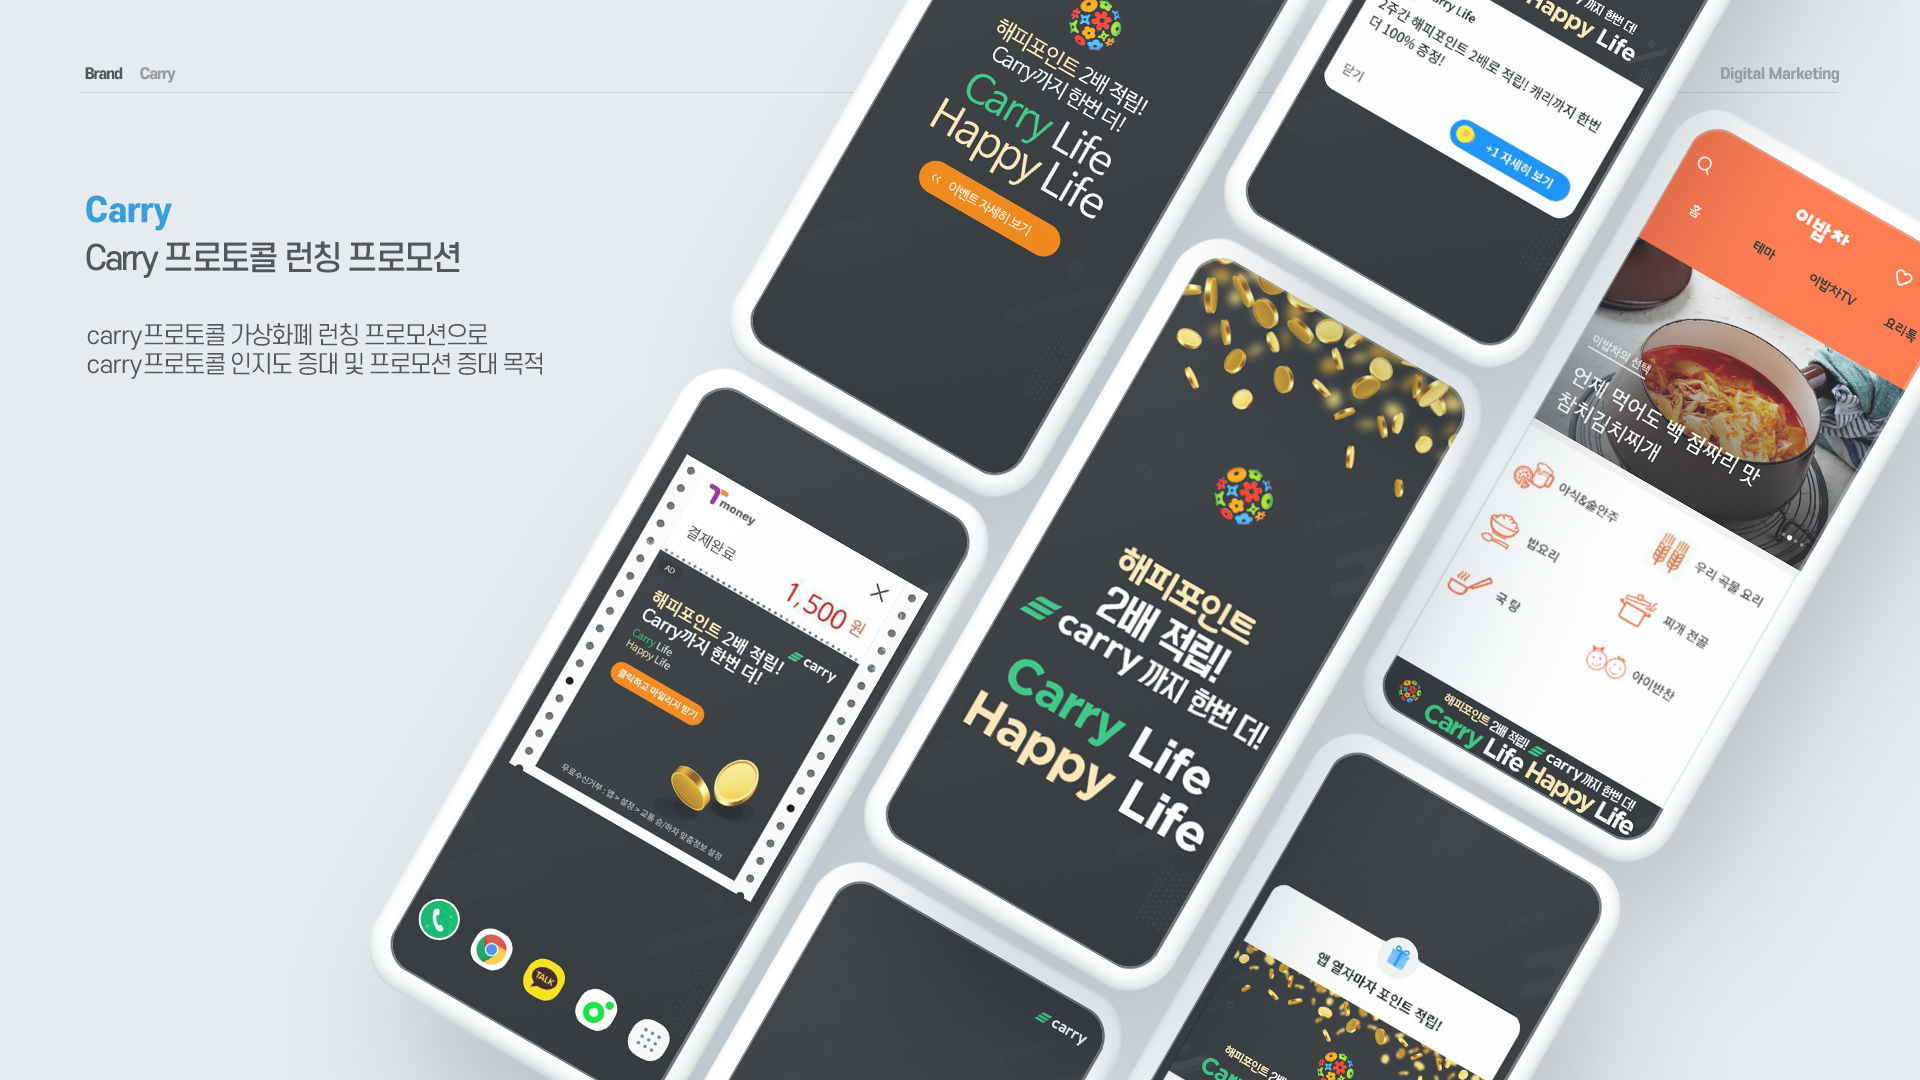 Brand Carry
Digital Marketing
Carry
Carry 프로토콜 런칭 프로모션
carry프로토콜 가상화폐 런칭 프로모션으로
carry프로토콜 인지도 증대 및 프로모션 증대 목적
해피포인트 2배 적립!
Carry까지 한번 더!
Carry Life
Happy Life
이벤트 자세히 보기
까지 한번 더!
Happy Life
Carry Life
2주간 해피포인트 2배로 적립! 캐리까지 한번
더 100% 증정!
닫기
+1 자세히 보기
이밥차
홈
테마
이밥차TV
요리톡
이밥차의 선택
언제 먹어도 백 점짜리 맛
참치김치찌개
야식&술안주
우리 곡물 요리
밥요리
찌개 전골
국 탕
아이반찬
해피포인트 2배 적립! carry까지 한번 더!
Carry Life Happy Life
해피포인트
2배 적립!
carry까지 한번 더!
Carry Life
Happy Life
Tmoney
결제완료
1,500 원
AD
해피포인트 2배 적립!
Carry까지 한번 더!
carry
Carry Life
Happy Life
클릭하고 마일리지 받기
무료수신거부 : 앱 > 설정 > 교통 승/하차 맞춤정보 설정
TALK
carry
앱 열자마자 포인트 적립!
해피포인트